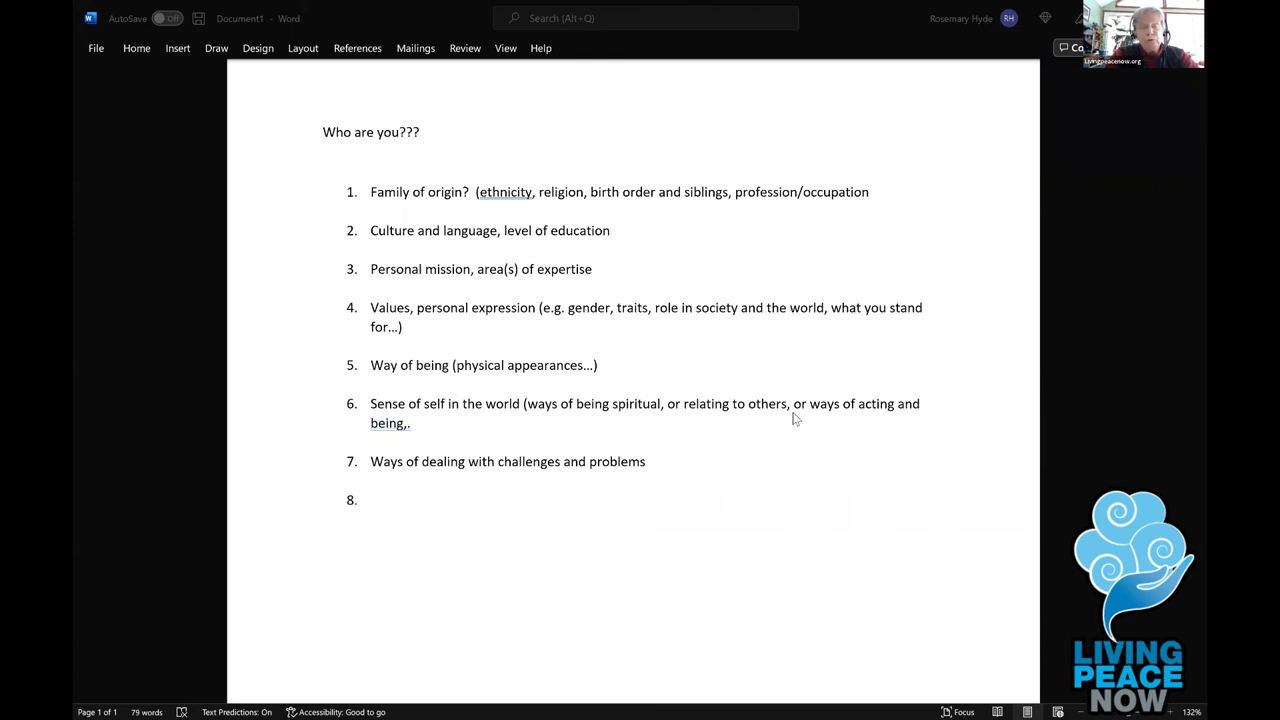 AutoSave Off Document1 - Word Search (Alt+Q) Rosemary Hyde RH
File Home Insert Draw Design Layout References Mailings Review View Help Co
Livingpeacenow.org
Who are you???
1. Family of origin? (ethnicity, religion, birth order and siblings, profession/occupation
2. Culture and language, level of education
3. Personal mission, area(s) of expertise
4. Values, personal expression (e.g. gender, traits, role in society and the world, what you stand
for…)
5. Way of being (physical appearances…)
6. Sense of self in the world (ways of being spiritual, or relating to others, or ways of acting and
being,.
7. Ways of dealing with challenges and problems
8.
LIVING
PEACE
NOW
Page 1 of 1 79 words Text Predictions: On Accessibility: Good to go Focus 132%